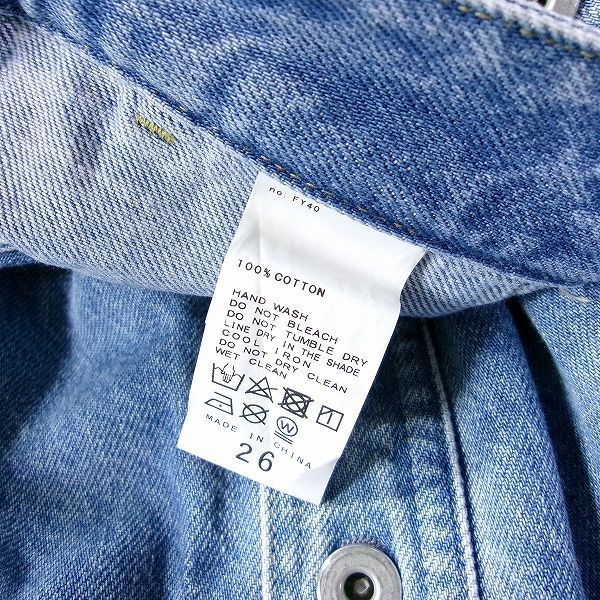 no. FY40
100% COTTON
HAND WASH
DO NOT BLEACH
DO NOT TUMBLE DRY
LINE DRY IN THE SHADE
COOL IRON
DO NOT DRY CLEAN
WET CLEAN
W
MADE IN CHINA
26